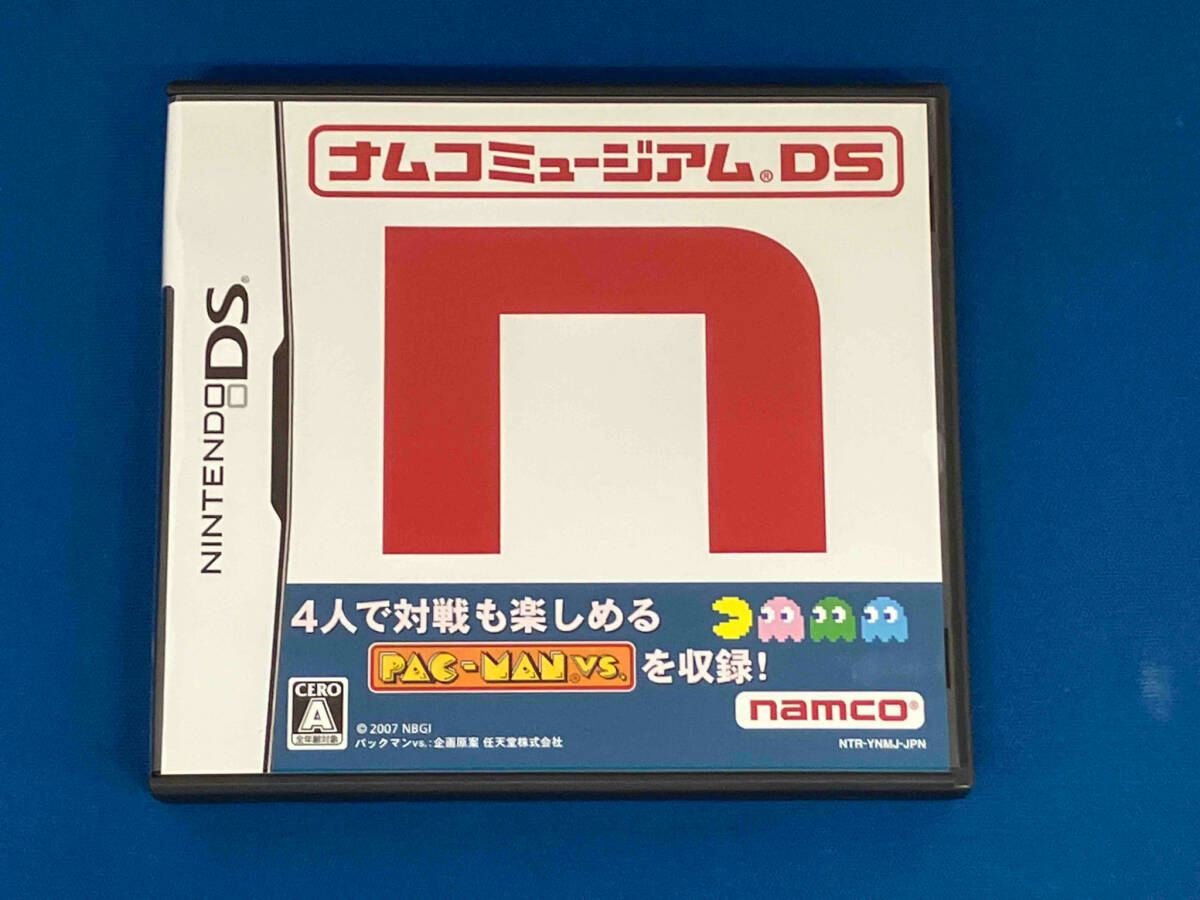 ナムコミュージアム®DS
NINTENDO DS®
4人で対戦も楽しめる
PAC-MAN®VS.を収録!
CERO
A
全年齢対象
© 2007 NBGI
パックマンvs.:企画原案 任天堂株式会社
namco®
NTR-YNMJ-JPN